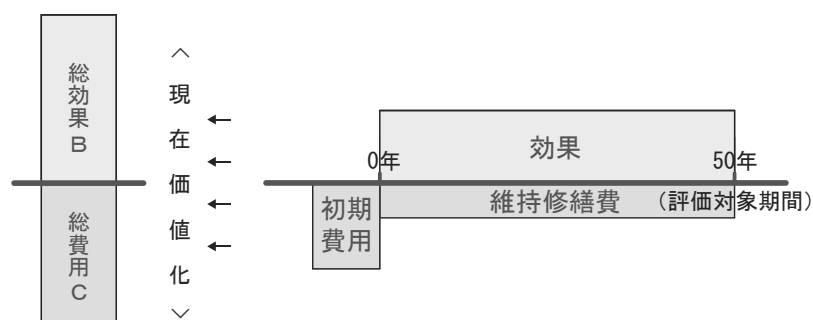 総効果B
総費用C
〈現在価値化〉
0年
効果
50年
初期
費用
維持修繕費
（評価対象期間）